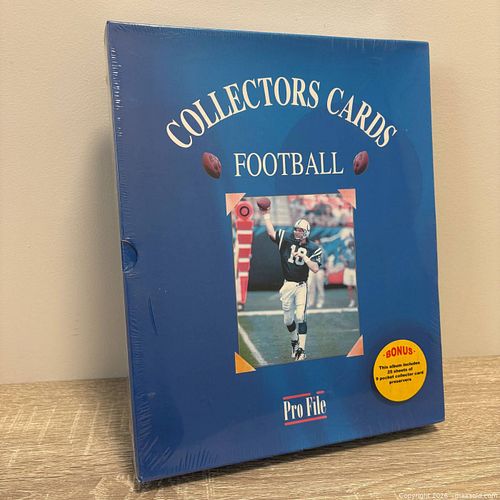 COLLECTORS CARDS
FOOTBALL
18
BONUS
This album includes
25 sheets of
9 pocket collector card
preservers
Pro File